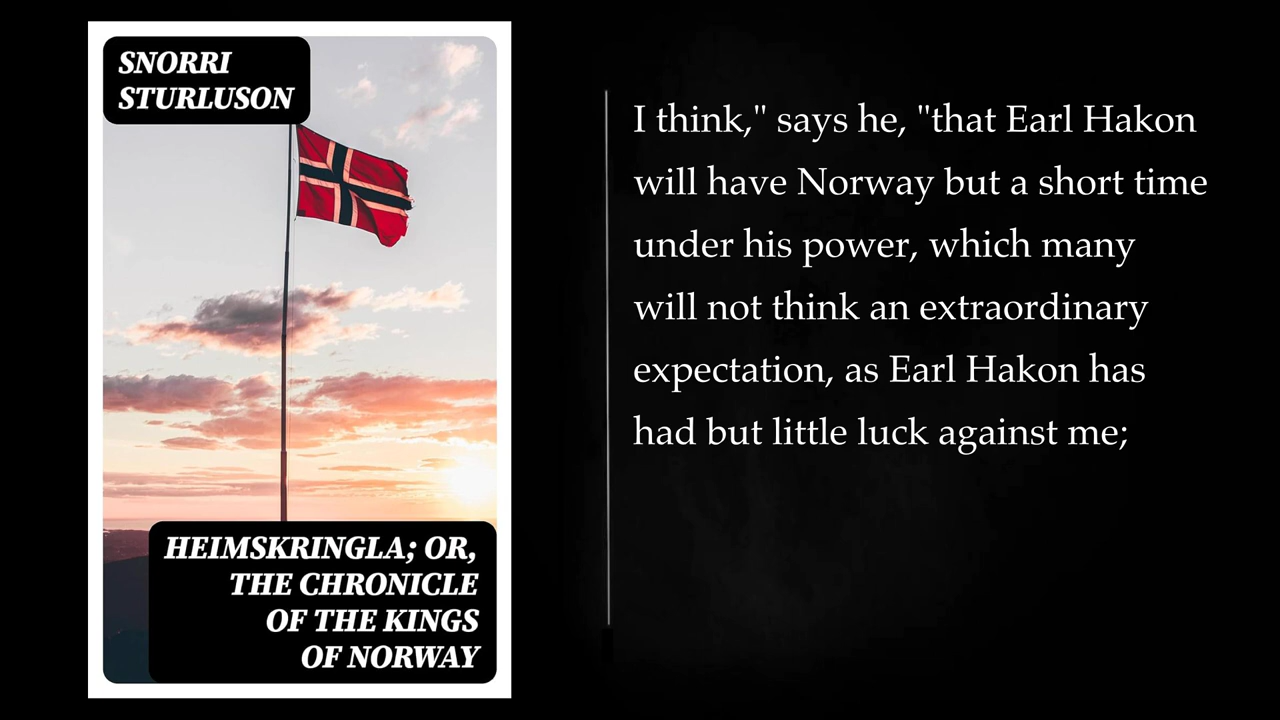 SNORRI
STURLUSON
HEIMSKRINGLA; OR,
THE CHRONICLE
OF THE KINGS
OF NORWAY
I think," says he, "that Earl Hakon
will have Norway but a short time
under his power, which many
will not think an extraordinary
expectation, as Earl Hakon has
had but little luck against me;